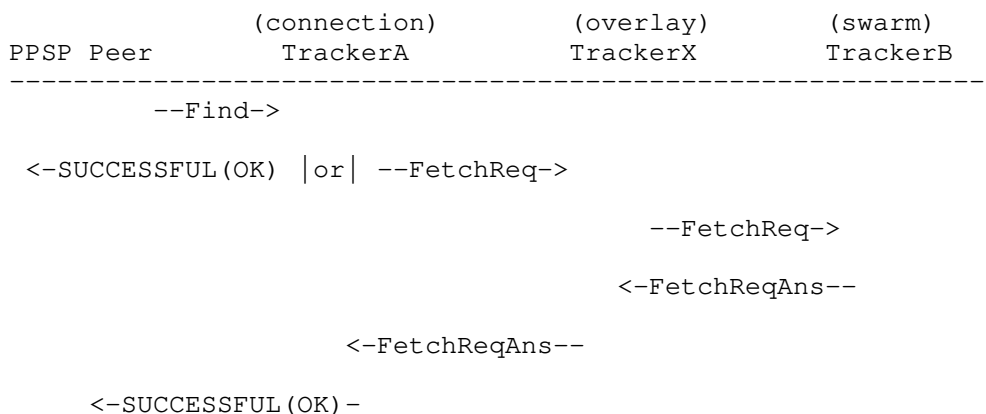 (connection) (overlay) (swarm)
PPSP Peer TrackerA TrackerX TrackerB
-------------------------------------------------------------
--Find->
<-SUCCESSFUL(OK) |or| --FetchReq->
--FetchReq->
<-FetchReqAns--
<-FetchReqAns--
<-SUCCESSFUL(OK)-